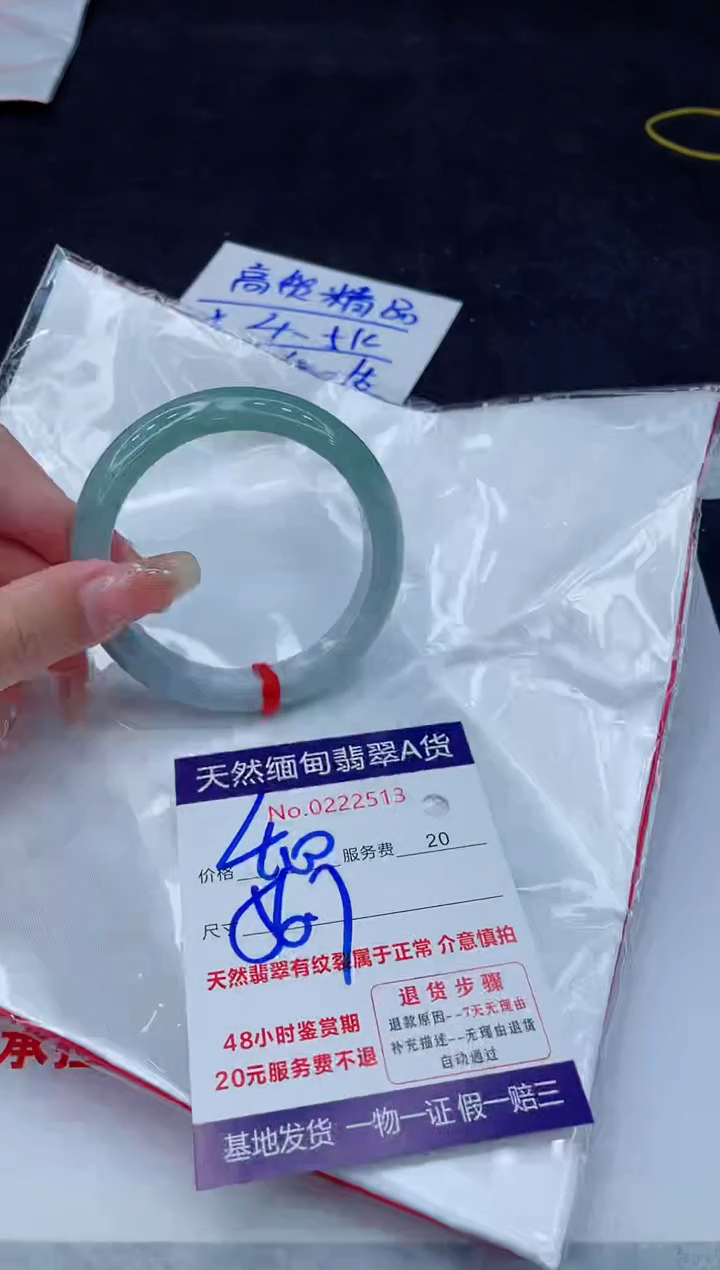 高级精品
天然缅甸翡翠A货
No.0222513
价格 服务费 20
尺寸
天然翡翠有纹裂属于正常 介意慎拍
48小时鉴赏期
20元服务费不退
退货步骤
退款原因--7天无理由
补充描述--无理由退货
自动通过
基地发货 一物一证 假一赔三